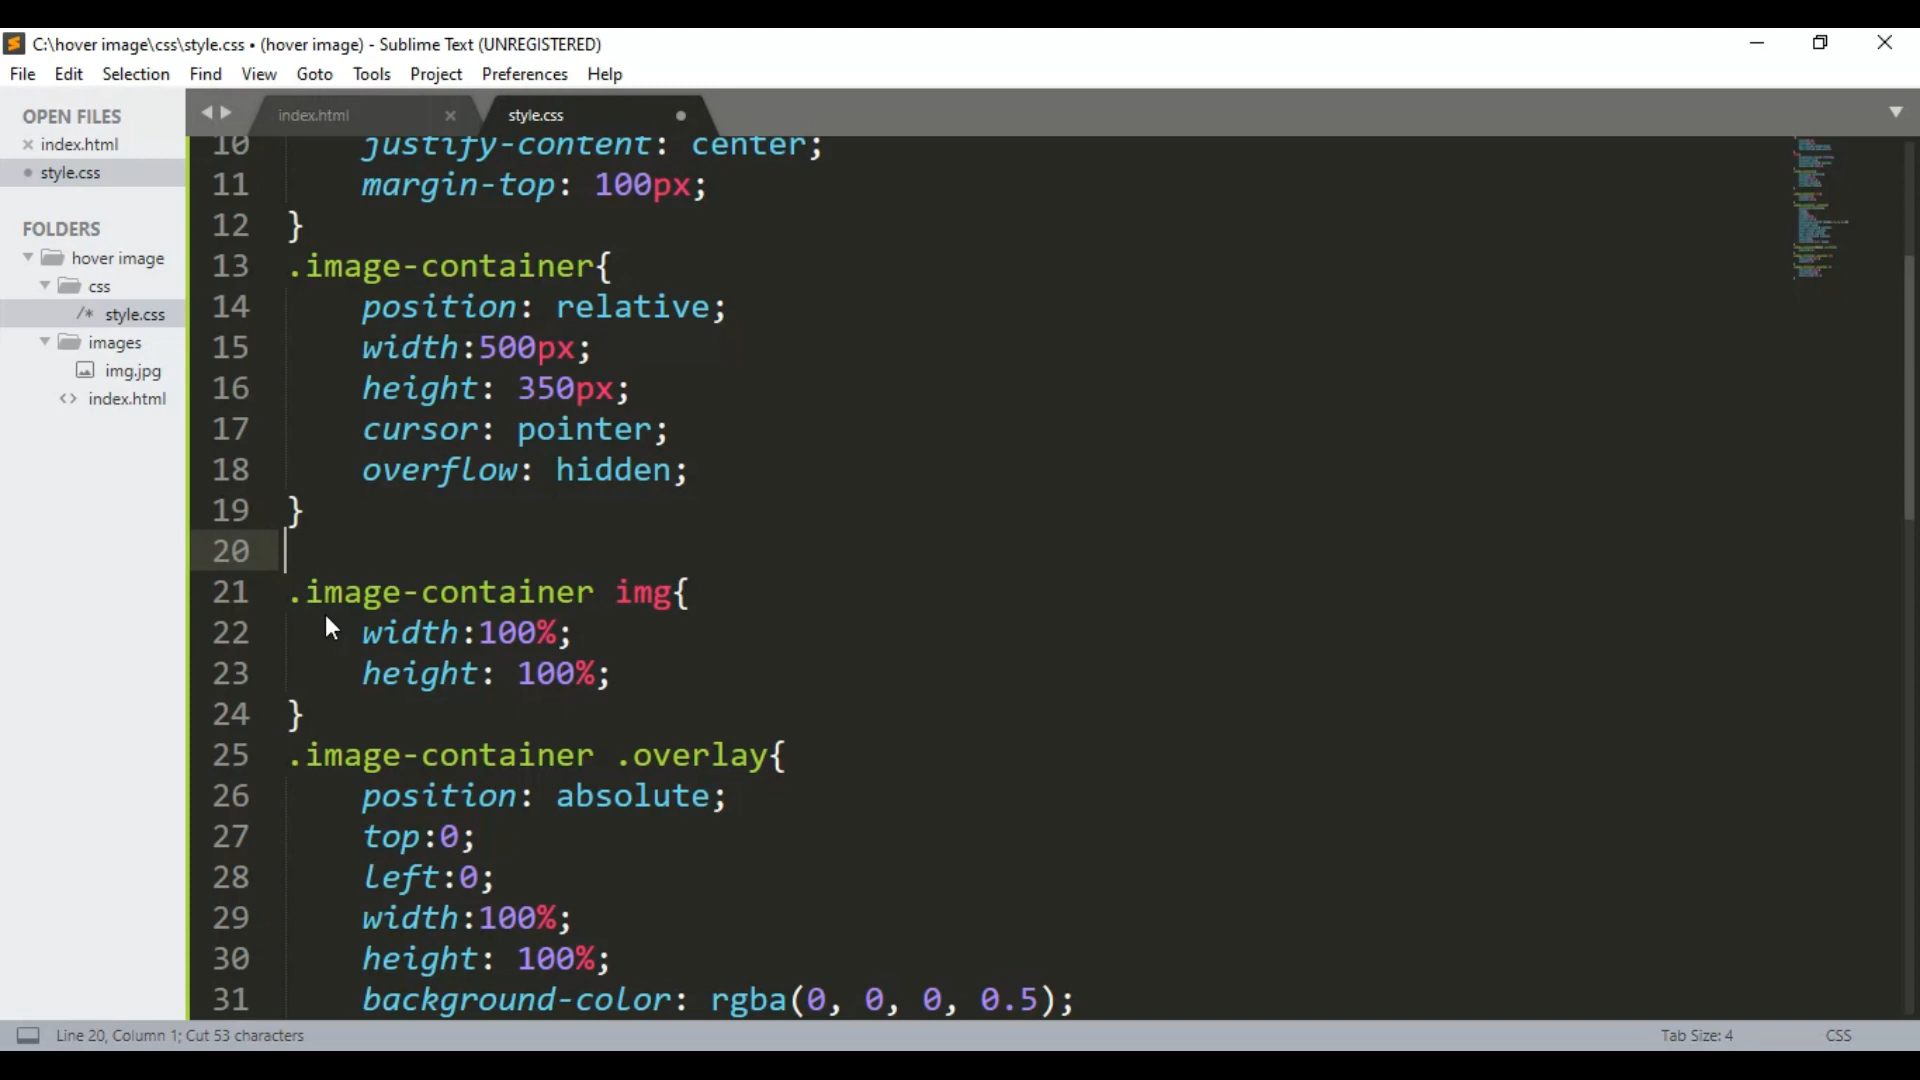 C:\hover image\css\style.css • (hover image) - Sublime Text (UNREGISTERED)
File Edit Selection Find View Goto Tools Project Preferences Help
OPEN FILES
index.html
style.css
FOLDERS
hover image
css
/* style.css
images
img.jpg
<> index.html
index.html
style.css
10 justify-content: center;
11 margin-top: 100px;
12 }
13 .image-container{
14 position: relative;
15 width:500px;
16 height: 350px;
17 cursor: pointer;
18 overflow: hidden;
19 }
20
21 .image-container img{
22 width:100%;
23 height: 100%;
24 }
25 .image-container .overlay{
26 position: absolute;
27 top:0;
28 left:0;
29 width:100%;
30 height: 100%;
31 background-color: rgba(0, 0, 0, 0.5);
Line 20, Column 1; Cut 53 characters
Tab Size: 4
CSS